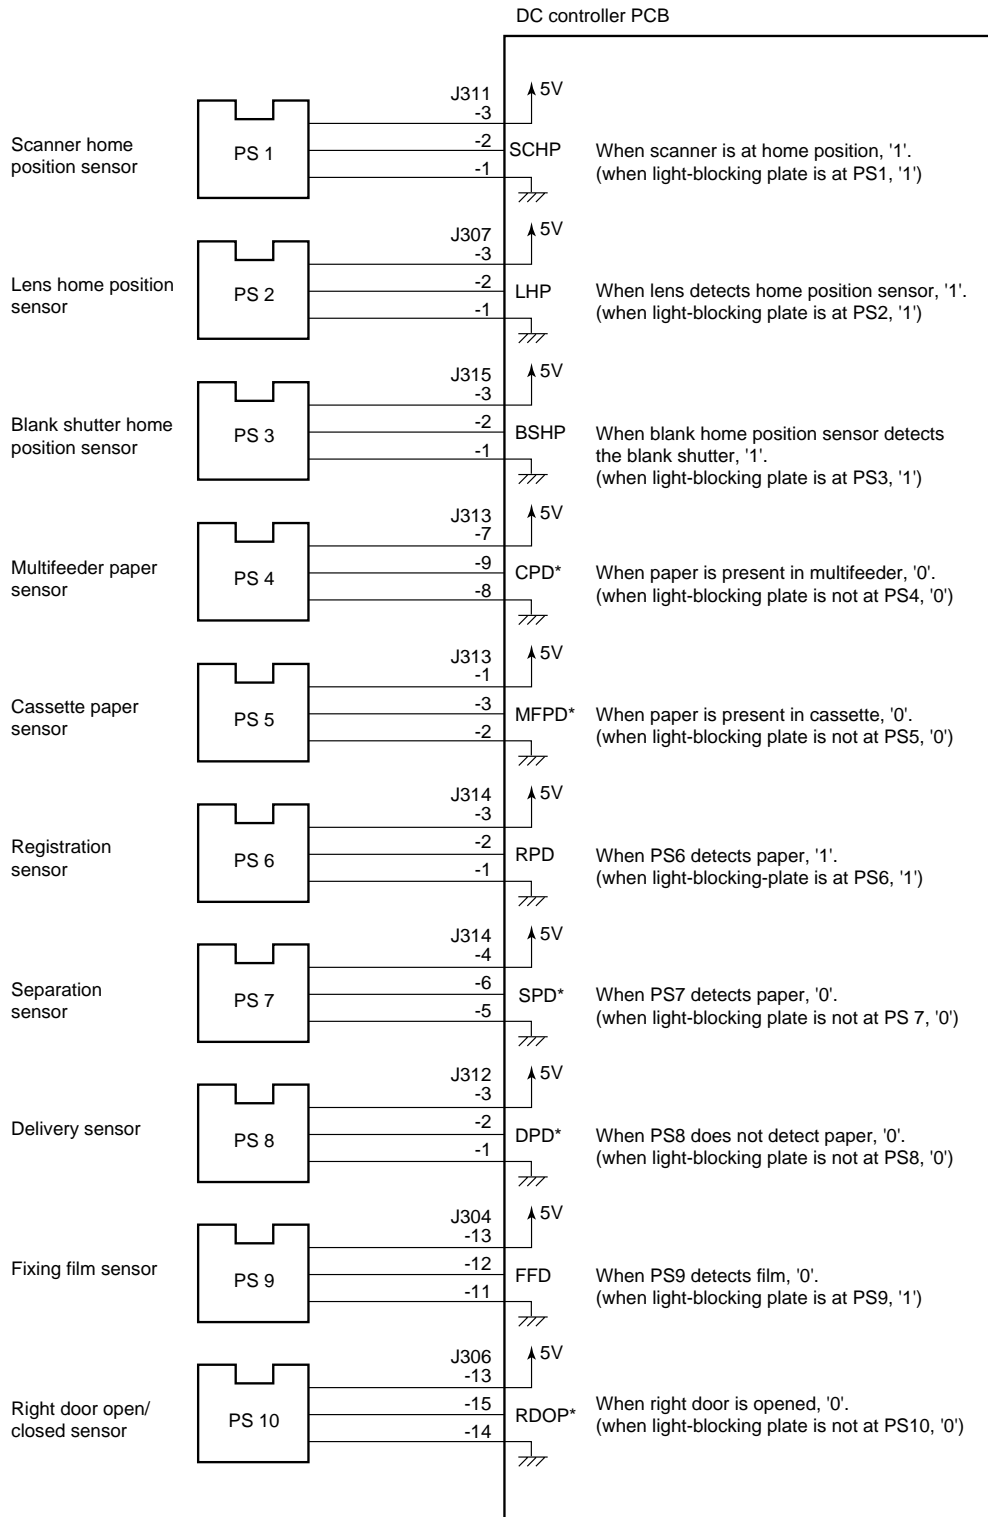 DC controller PCB
J311
5V
-3
Scanner home
position sensor
PS 1
-2
SCHP
-1
When scanner is at home position, '1'.
(when light-blocking plate is at PS1, '1')
J307
5V
-3
Lens home position
sensor
PS 2
-2
LHP
-1
When lens detects home position sensor, '1'.
(when light-blocking plate is at PS2, '1')
J315
5V
-3
Blank shutter home
position sensor
PS 3
-2
BSHP
-1
When blank home position sensor detects
the blank shutter, '1'.
(when light-blocking plate is at PS3, '1')
J313
5V
-7
Multifeeder paper
sensor
PS 4
-9
CPD*
-8
When paper is present in multifeeder, '0'.
(when light-blocking plate is not at PS4, '0')
J313
5V
-1
Cassette paper
sensor
PS 5
-3
MFPD*
-2
When paper is present in cassette, '0'.
(when light-blocking plate is not at PS5, '0')
J314
5V
-3
Registration
sensor
PS 6
-2
RPD
-1
When PS6 detects paper, '1'.
(when light-blocking-plate is at PS6, '1')
J314
5V
-4
Separation
sensor
PS 7
-6
SPD*
-5
When PS7 detects paper, '0'.
(when light-blocking plate is not at PS 7, '0')
J312
5V
-3
Delivery sensor
PS 8
-2
DPD*
-1
When PS8 does not detect paper, '0'.
(when light-blocking plate is not at PS8, '0')
J304
5V
-13
Fixing film sensor
PS 9
-12
FFD
-11
When PS9 detects film, '0'.
(when light-blocking plate is at PS9, '1')
J306
5V
-13
Right door open/
closed sensor
PS 10
-15
RDOP*
-14
When right door is opened, '0'.
(when light-blocking plate is not at PS10, '0')